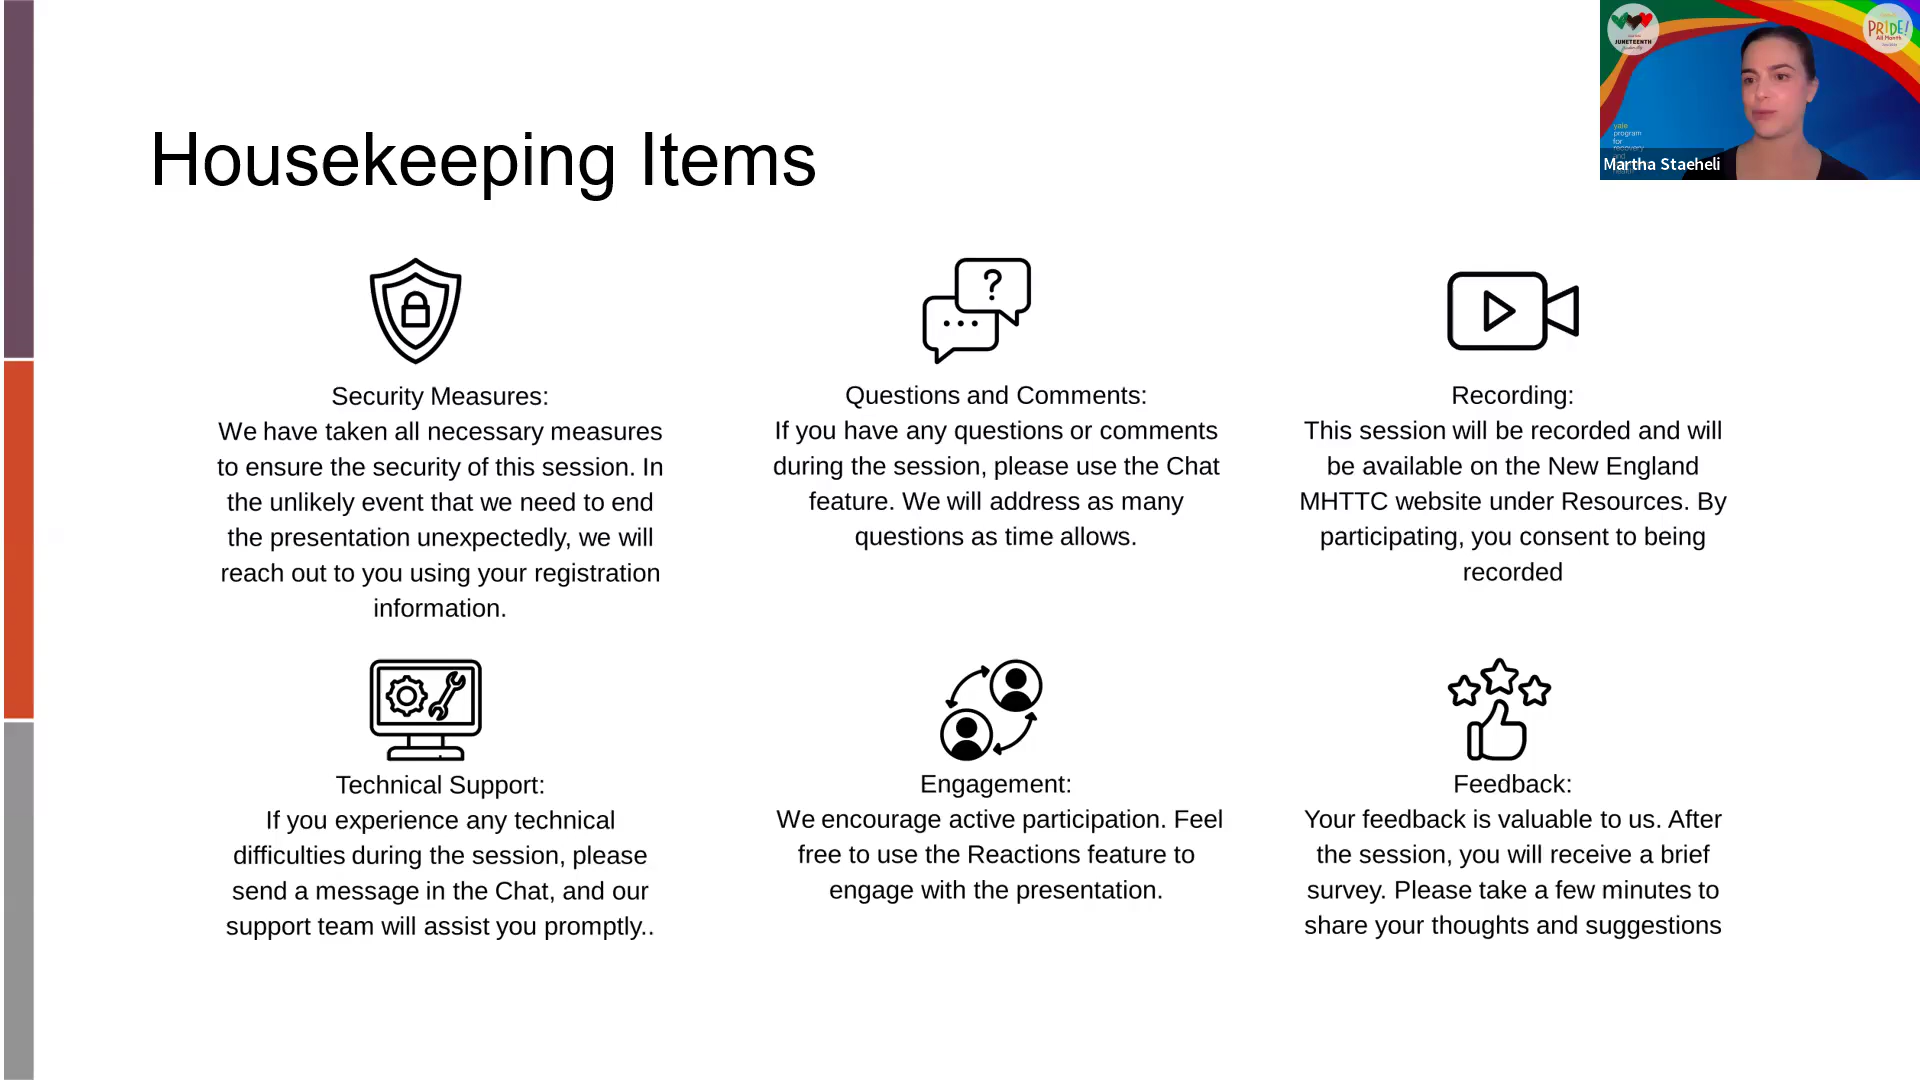 Housekeeping Items
JUNETEENTH
PRIDE!
All Month
yale
program
for
recovery
Martha Staeheli
?
Security Measures:
We have taken all necessary measures
to ensure the security of this session. In
the unlikely event that we need to end
the presentation unexpectedly, we will
reach out to you using your registration
information.
Questions and Comments:
If you have any questions or comments
during the session, please use the Chat
feature. We will address as many
questions as time allows.
Recording:
This session will be recorded and will
be available on the New England
MHTTC website under Resources. By
participating, you consent to being
recorded
Technical Support:
If you experience any technical
difficulties during the session, please
send a message in the Chat, and our
support team will assist you promptly..
Engagement:
We encourage active participation. Feel
free to use the Reactions feature to
engage with the presentation.
Feedback:
Your feedback is valuable to us. After
the session, you will receive a brief
survey. Please take a few minutes to
share your thoughts and suggestions